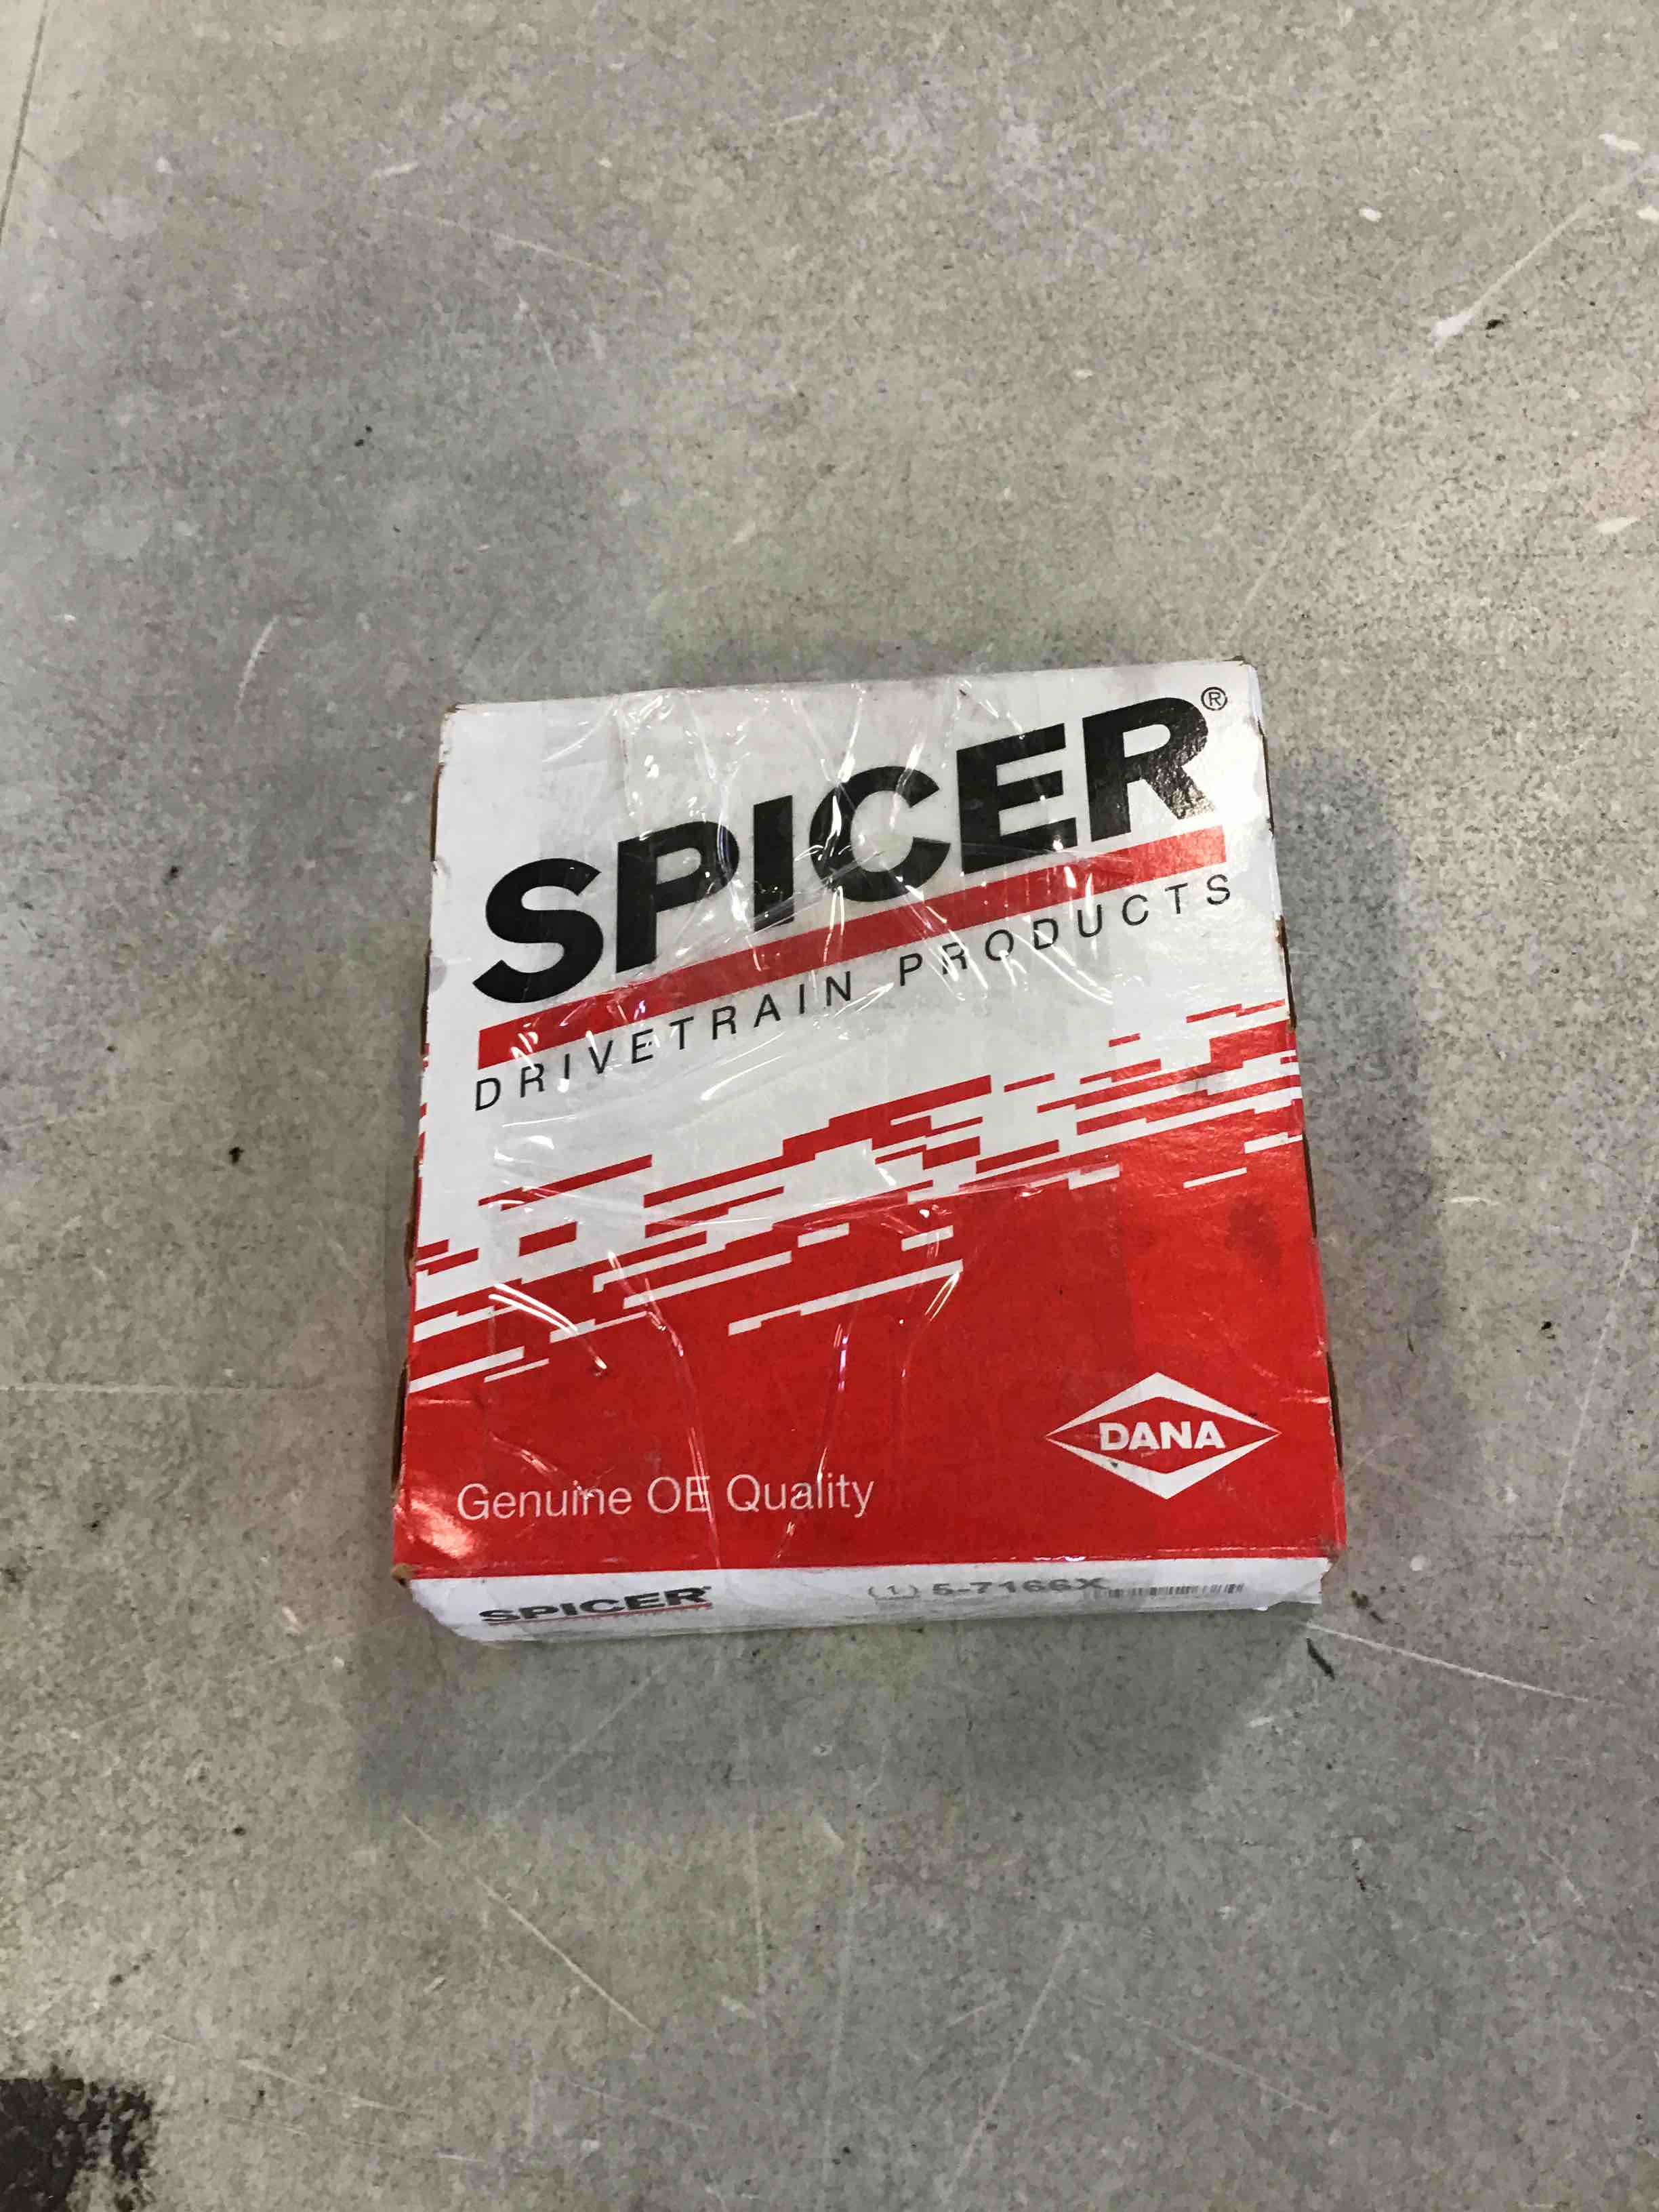 SPICER®
DRIVETRAIN PRODUCTS
DANA
Genuine OE Quality
SPICER (1) 5-7166X